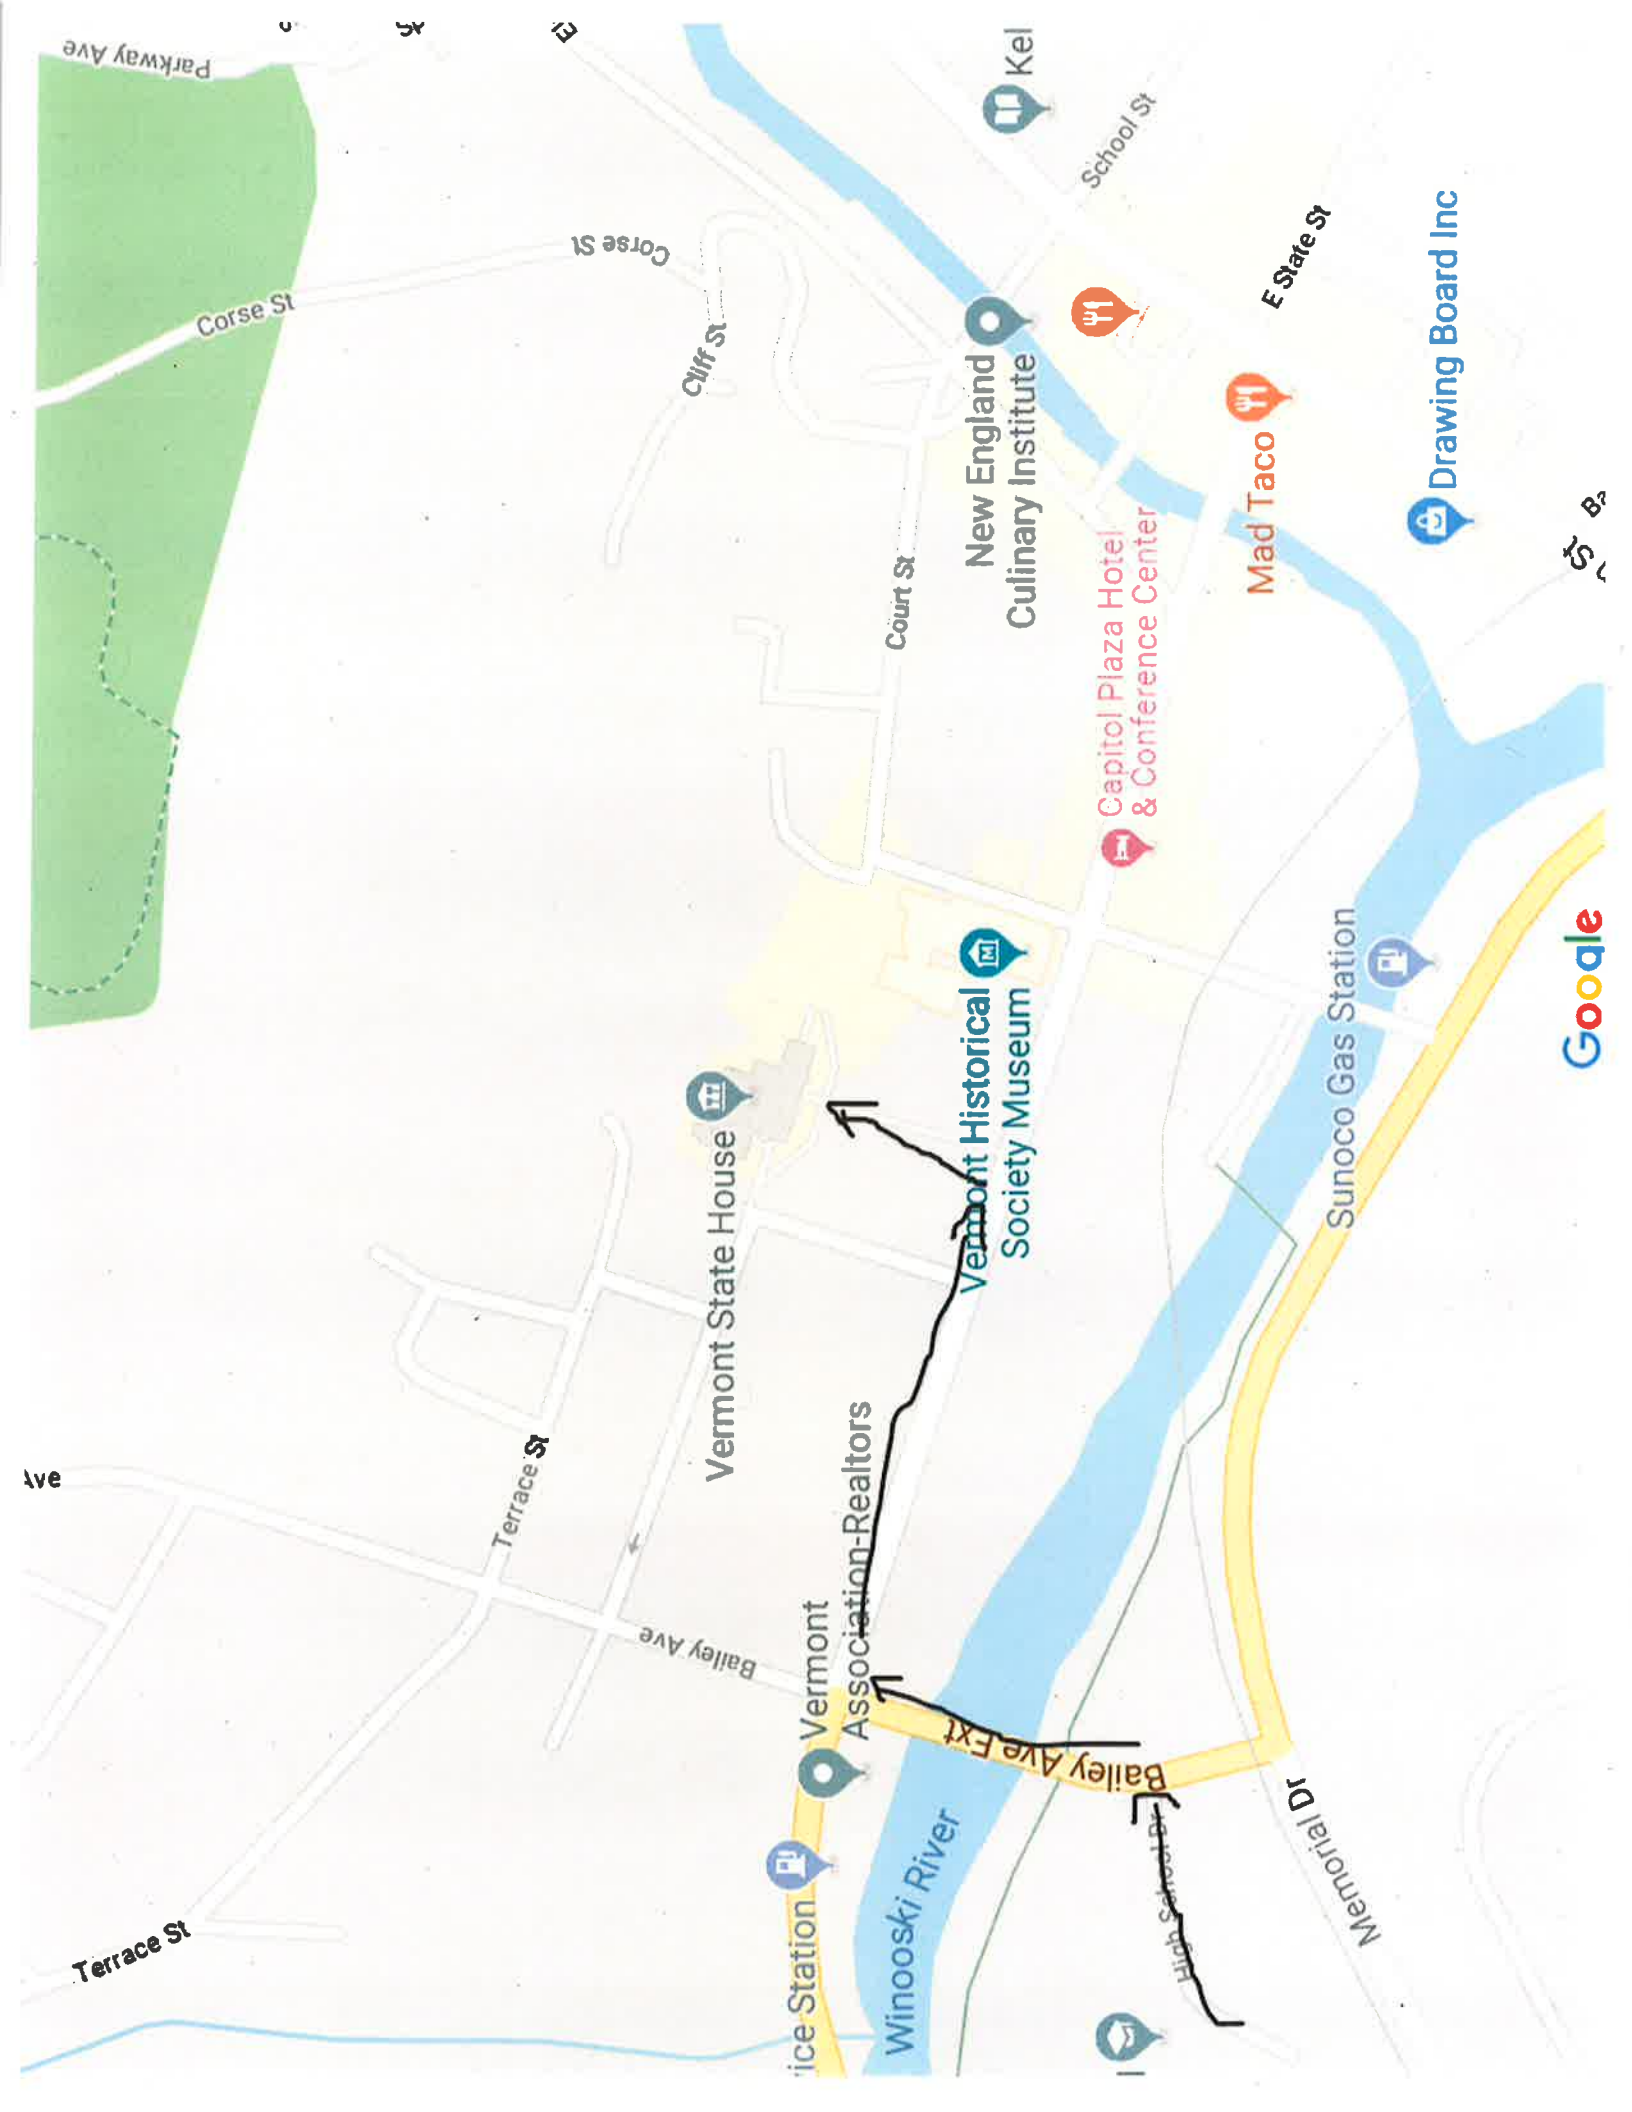 Parkway Ave
Corse St
Corse St
Cliff St
Court St
School St
E State St
Kel
New England
Culinary Institute
Mad Taco
Drawing Board Inc
Capitol Plaza Hotel
& Conference Center
Vermont Historical
Society Museum
Vermont State House
Sunoco Gas Station
Google
Ave
Terrace St
Bailey Ave
Vermont
Association-Realtors
Bailey Ave Ext
High School Dr
Memorial Dr
Winooski River
Terrace St
ice Station